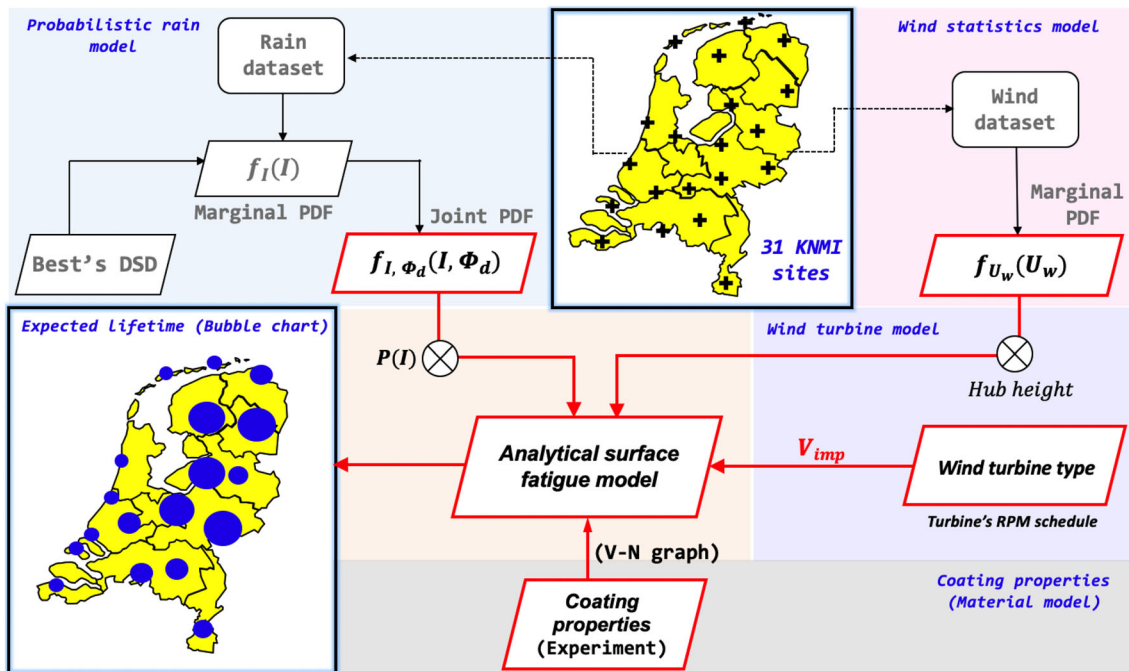 Probabilistic rain
model
Rain
dataset
f_I(I)
Marginal PDF
Best's DSD
Joint PDF
f_{I, Φ_d}(I, Φ_d)
31 KNMI
sites
Wind statistics model
Wind
dataset
Marginal
PDF
f_{U_w}(U_w)
Expected lifetime (Bubble chart)
P(I)
Wind turbine model
Hub height
Analytical surface
fatigue model
V_{imp}
Wind turbine type
Turbine's RPM schedule
(V-N graph)
Coating
properties
(Experiment)
Coating properties
(Material model)